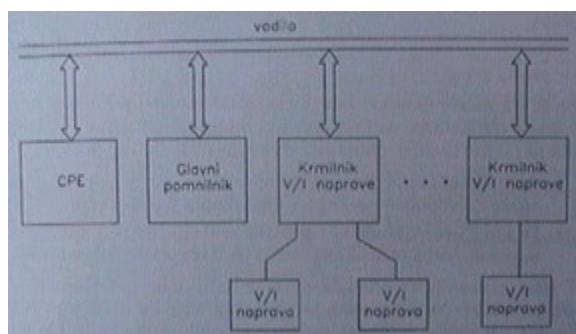 vodilo
CPE
Glavni
pomnilnik
Krmilnik
V/I naprave
Krmilnik
V/I naprave
V/I
naprava
V/I
naprava
V/I
naprava